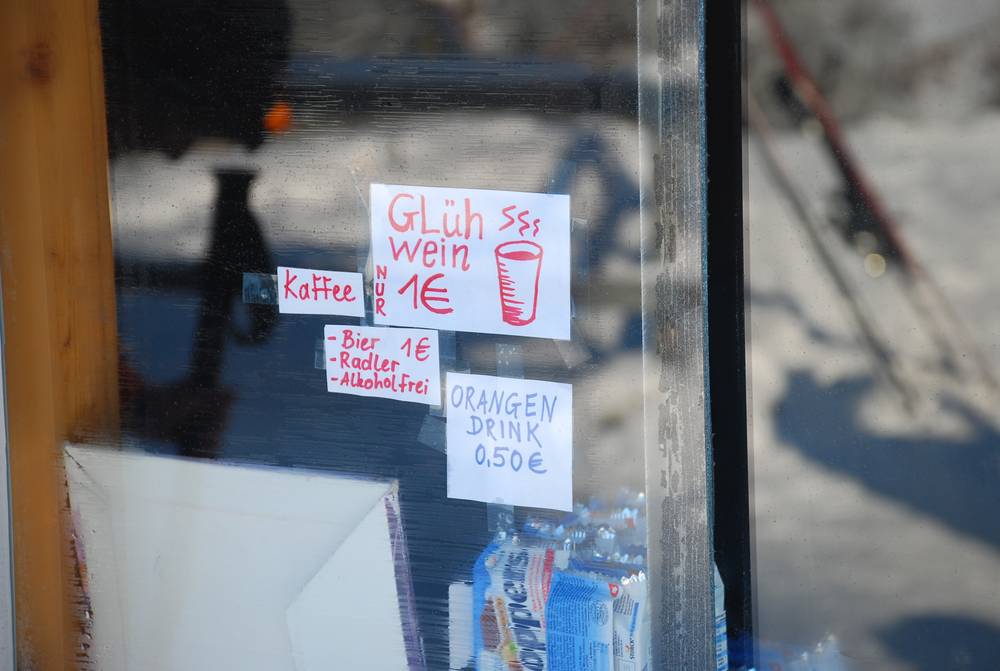 GLüh
wein
NUR
1€
Kaffee
- Bier 1€
- Radler
- Alkoholfrei
ORANGEN
DRINK
0,50€